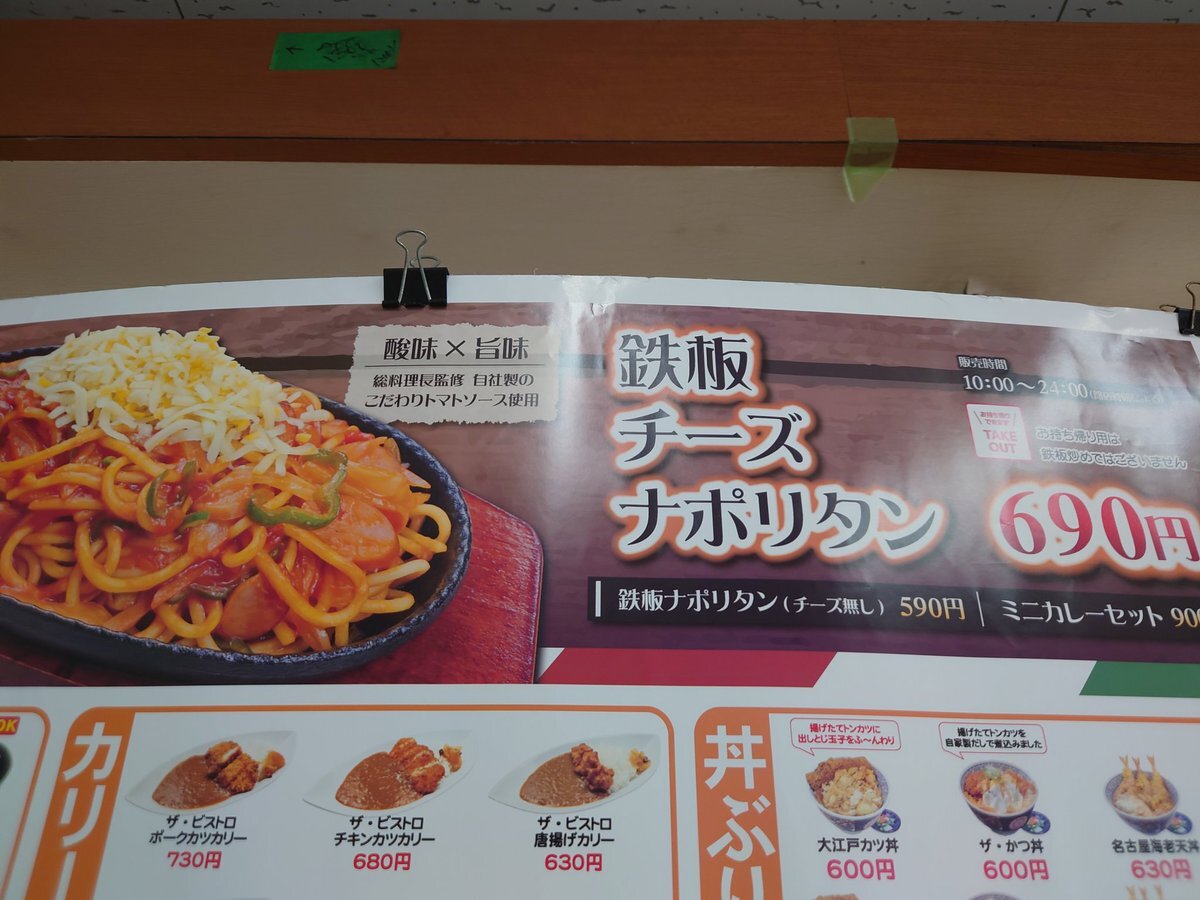 酸味×旨味
総料理長監修 自社製の
こだわりトマトソース使用
鉄板
チーズ
ナポリタン
販売時間
10:00～24:00
お持ち帰り
できます
TAKE
OUT
お持ち帰り用は
鉄板炒めではございません
690円
鉄板ナポリタン(チーズ無し) 590円 | ミニカレーセット 900
OK
カリー
ザ・ビストロ
ポークカツカリー
730円
ザ・ビストロ
チキンカツカリー
680円
ザ・ビストロ
唐揚げカリー
630円
丼ぶり
揚げたてトンカツに
出しとじ玉子をふ～んわり
大江戸カツ丼
600円
揚げたてトンカツを
自家製だしで煮込みました
ザ・かつ丼
600円
名古屋海老天丼
630円